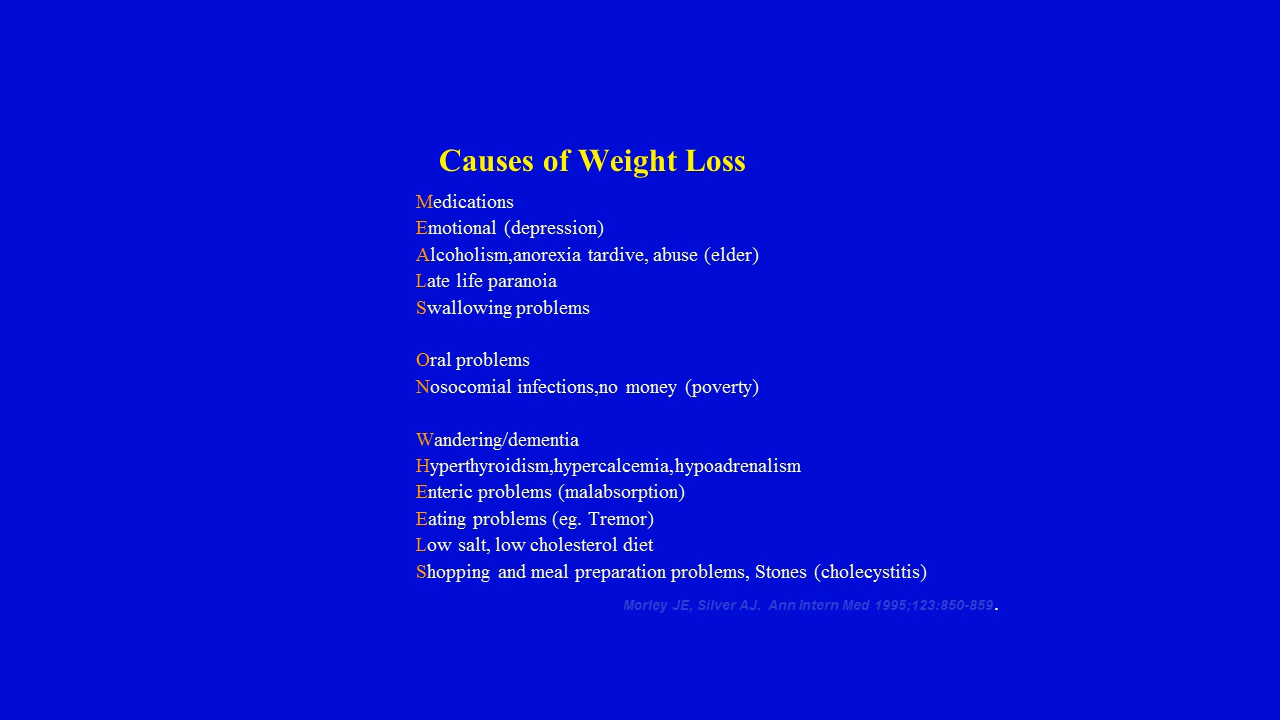 Causes of Weight Loss
Medications
Emotional (depression)
Alcoholism,anorexia tardive, abuse (elder)
Late life paranoia
Swallowing problems
Oral problems
Nosocomial infections,no money (poverty)
Wandering/dementia
Hyperthyroidism,hypercalcemia,hypoadrenalism
Enteric problems (malabsorption)
Eating problems (eg. Tremor)
Low salt, low cholesterol diet
Shopping and meal preparation problems, Stones (cholecystitis)
Morley JE, Silver AJ. Ann Intern Med 1995;123:850-859.